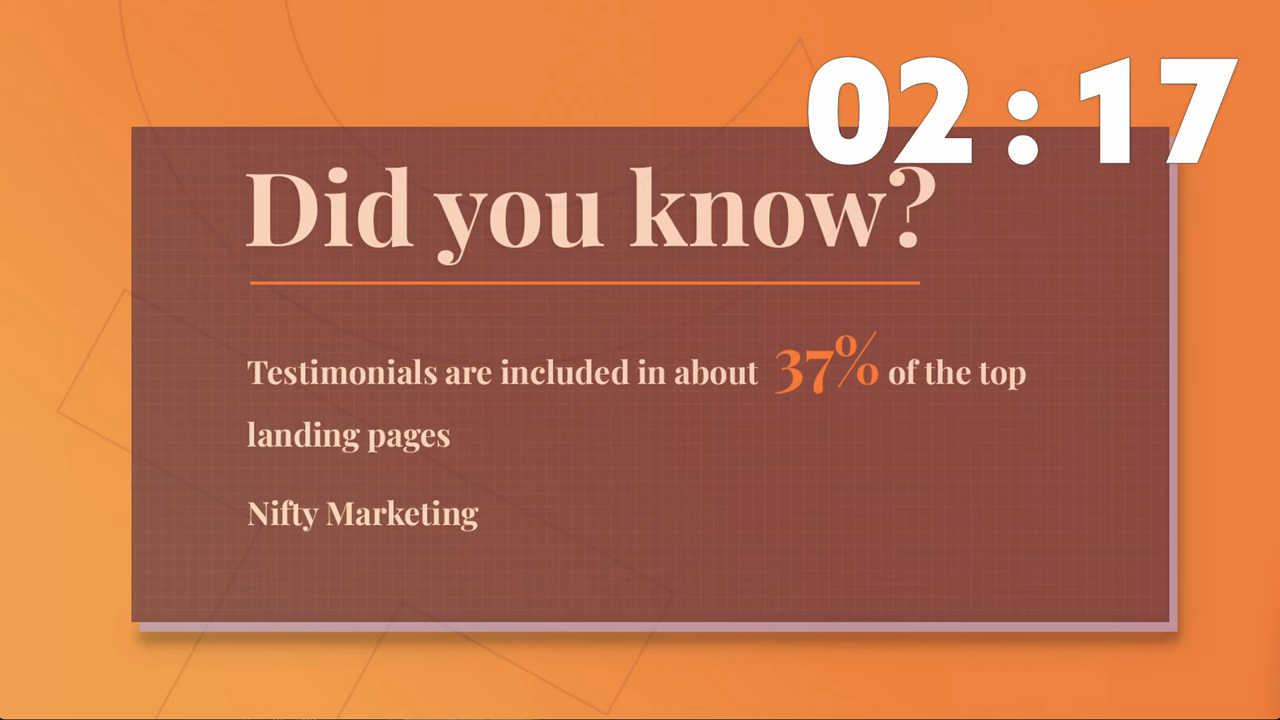 02:17
Did you know?
Testimonials are included in about 37% of the top
landing pages
Nifty Marketing